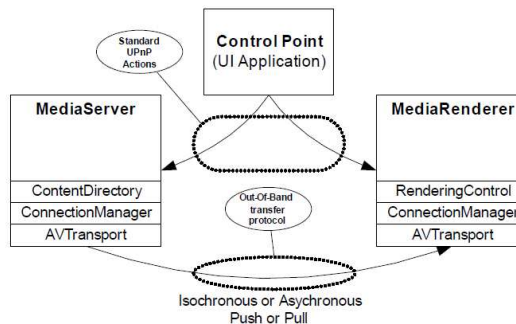 Standard
UPnP
Actions
Control Point
(UI Application)
MediaServer
ContentDirectory
ConnectionManager
AVTransport
MediaRenderer
RenderingControl
ConnectionManager
AVTransport
Out-Of-Band
transfer
protocol
Isochronous or Asychronous
Push or Pull